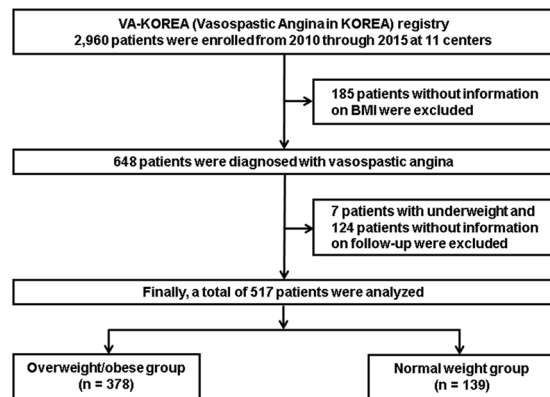 VA-KOREA (Vasospastic Angina in KOREA) registry
2,960 patients were enrolled from 2010 through 2015 at 11 centers
185 patients without information
on BMI were excluded
648 patients were diagnosed with vasospastic angina
7 patients with underweight and
124 patients without information
on follow-up were excluded
Finally, a total of 517 patients were analyzed
Overweight/obese group
(n = 378)
Normal weight group
(n = 139)